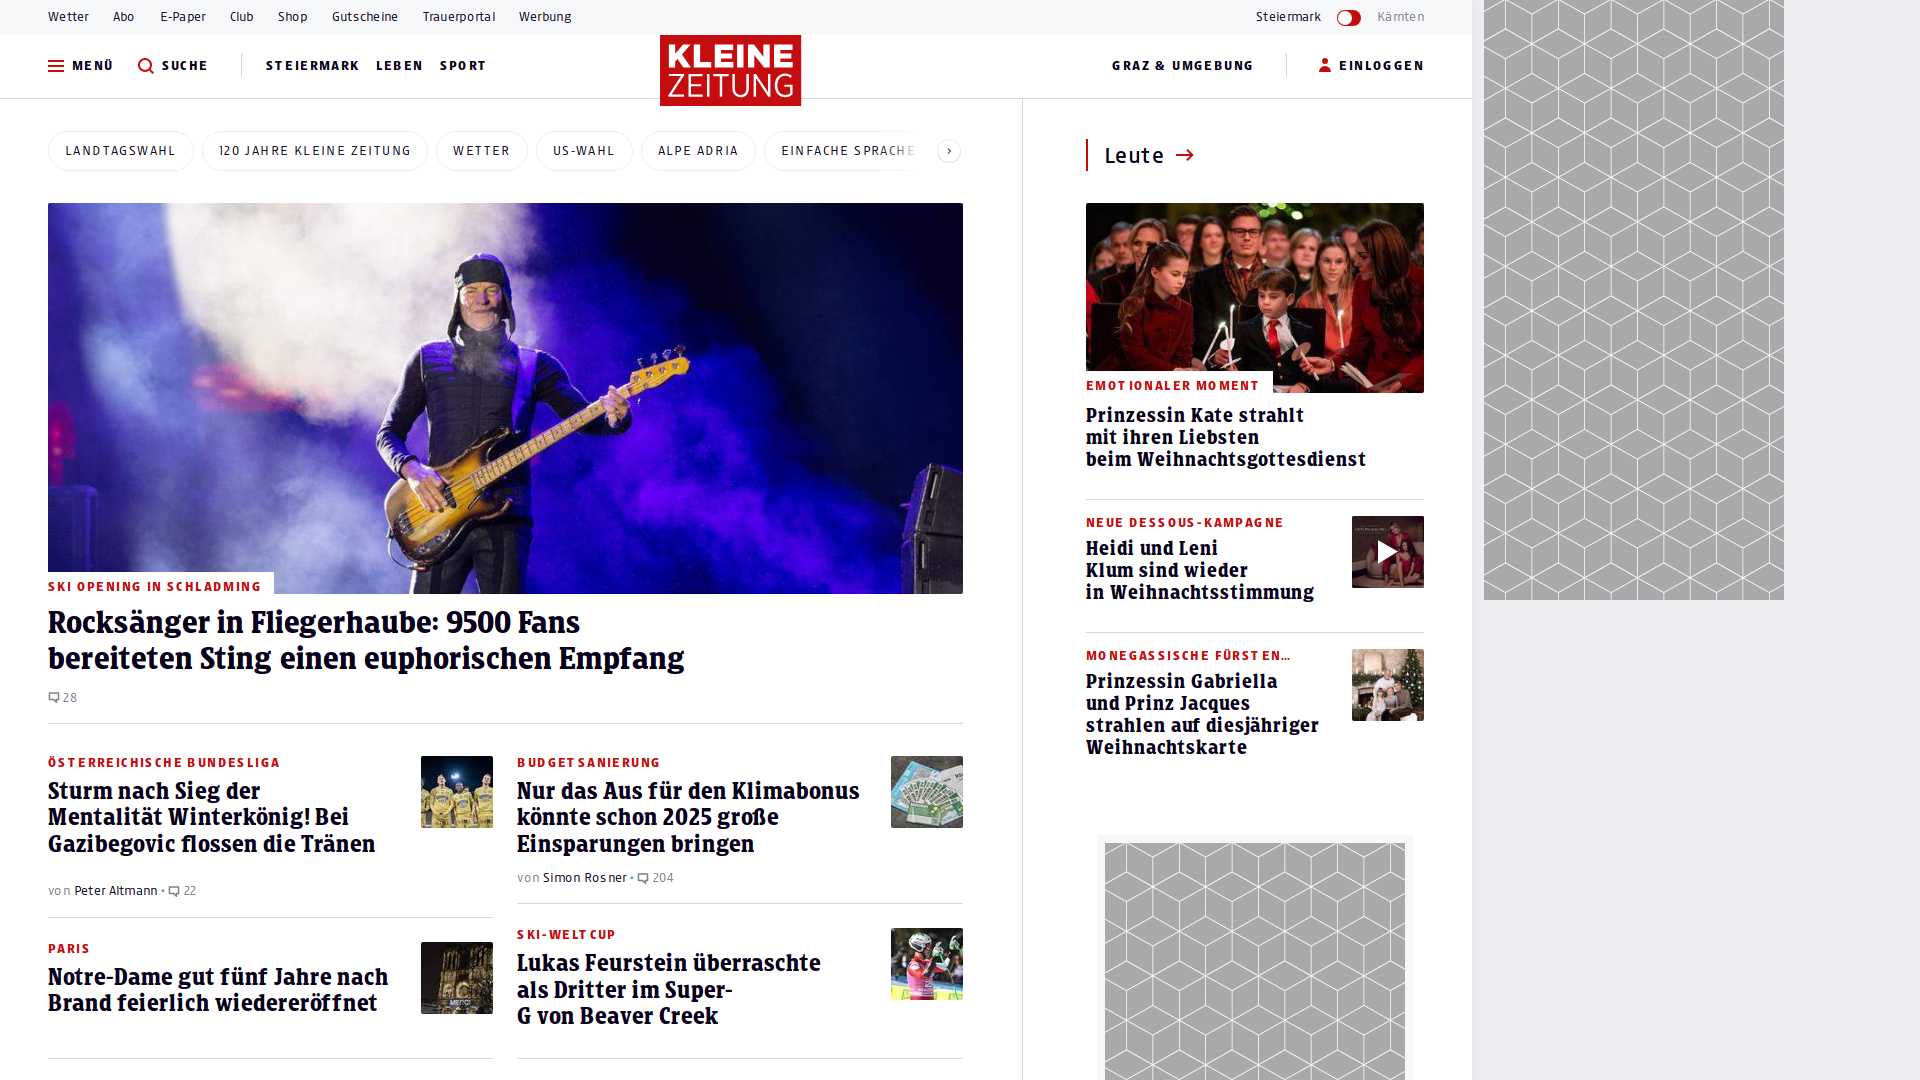 Wetter Abo E-Paper Club Shop Gutscheine Trauerportal Werbung Steiermark Kärnten
MENÜ SUCHE STEIERMARK LEBEN SPORT KLEINE ZEITUNG GRAZ & UMGEBUNG EINLOGGEN
LANDTAGSWAHL 120 JAHRE KLEINE ZEITUNG WETTER US-WAHL ALPE ADRIA EINFACHE SPRACHE
SKI OPENING IN SCHLADMING
Rocksänger in Fliegerhaube: 9500 Fans
bereiteten Sting einen euphorischen Empfang
28
ÖSTERREICHISCHE BUNDESLIGA
Sturm nach Sieg der
Mentalität Winterkönig! Bei
Gazibegovic flossen die Tränen
von Peter Altmann • 22
BUDGETSANIERUNG
Nur das Aus für den Klimabonus
könnte schon 2025 große
Einsparungen bringen
von Simon Rosner • 204
PARIS
Notre-Dame gut fünf Jahre nach
Brand feierlich wiedereröffnet
MERCI
SKI-WELTCUP
Lukas Feurstein überraschte
als Dritter im Super-
G von Beaver Creek
Leute
EMOTIONALER MOMENT
Prinzessin Kate strahlt
mit ihren Liebsten
beim Weihnachtsgottesdienst
NEUE DESSOUS-KAMPAGNE
Heidi und Leni
Klum sind wieder
in Weihnachtsstimmung
MONEGASSISCHE FÜRSTEN…
Prinzessin Gabriella
und Prinz Jacques
strahlen auf diesjähriger
Weihnachtskarte